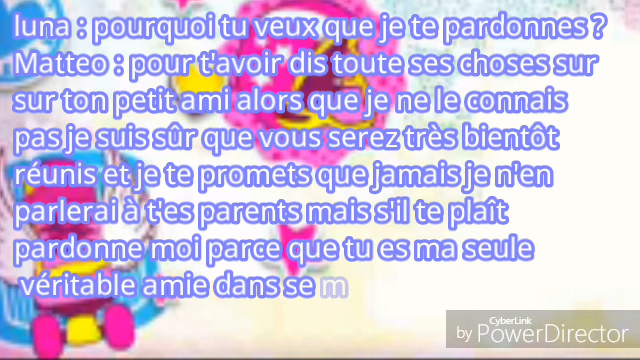 luna : pourquoi tu veux que je te pardonnes ?
Matteo : pour t'avoir dis toute ses choses sur
sur ton petit ami alors que je ne le connais
pas je suis sûr que vous serez très bientôt
réunis et je te promets que jamais je n'en
parlerai à t'es parents mais s'il te plaît
pardonne moi parce que tu es ma seule
véritable amie dans se m
CyberLink
by PowerDirector